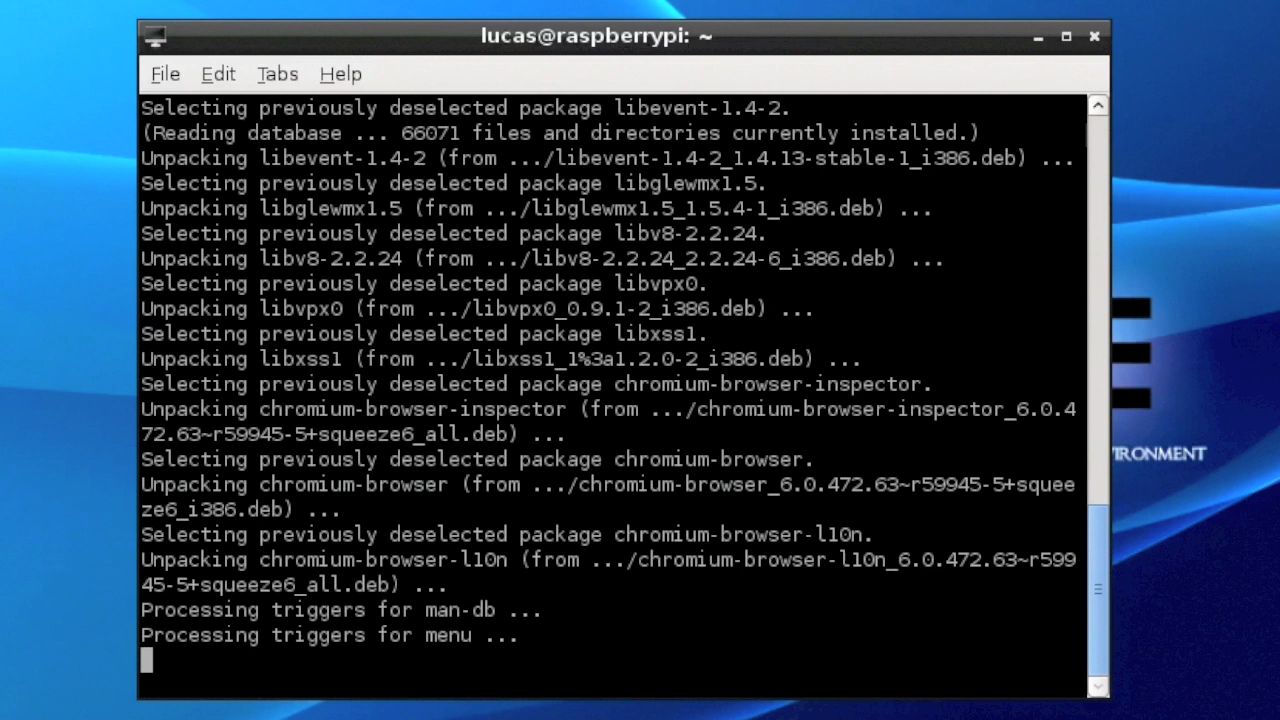 lucas@raspberrypi: ~
File Edit Tabs Help
Selecting previously deselected package libevent-1.4-2.
(Reading database ... 66071 files and directories currently installed.)
Unpacking libevent-1.4-2 (from .../libevent-1.4-2_1.4.13-stable-1_i386.deb) ...
Selecting previously deselected package libglewmx1.5.
Unpacking libglewmx1.5 (from .../libglewmx1.5_1.5.4-1_i386.deb) ...
Selecting previously deselected package libv8-2.2.24.
Unpacking libv8-2.2.24 (from .../libv8-2.2.24_2.2.24-6_i386.deb) ...
Selecting previously deselected package libvpx0.
Unpacking libvpx0 (from .../libvpx0_0.9.1-2_i386.deb) ...
Selecting previously deselected package libxss1.
Unpacking libxss1 (from .../libxss1_1%3a1.2.0-2_i386.deb) ...
Selecting previously deselected package chromium-browser-inspector.
Unpacking chromium-browser-inspector (from .../chromium-browser-inspector_6.0.4
72.63~r59945-5+squeeze6_all.deb) ...
Selecting previously deselected package chromium-browser.
Unpacking chromium-browser (from .../chromium-browser_6.0.472.63~r59945-5+squee
ze6_i386.deb) ...
Selecting previously deselected package chromium-browser-l10n.
Unpacking chromium-browser-l10n (from .../chromium-browser-l10n_6.0.472.63~r599
45-5+squeeze6_all.deb) ...
Processing triggers for man-db ...
Processing triggers for menu ...
E
VIRONMENT